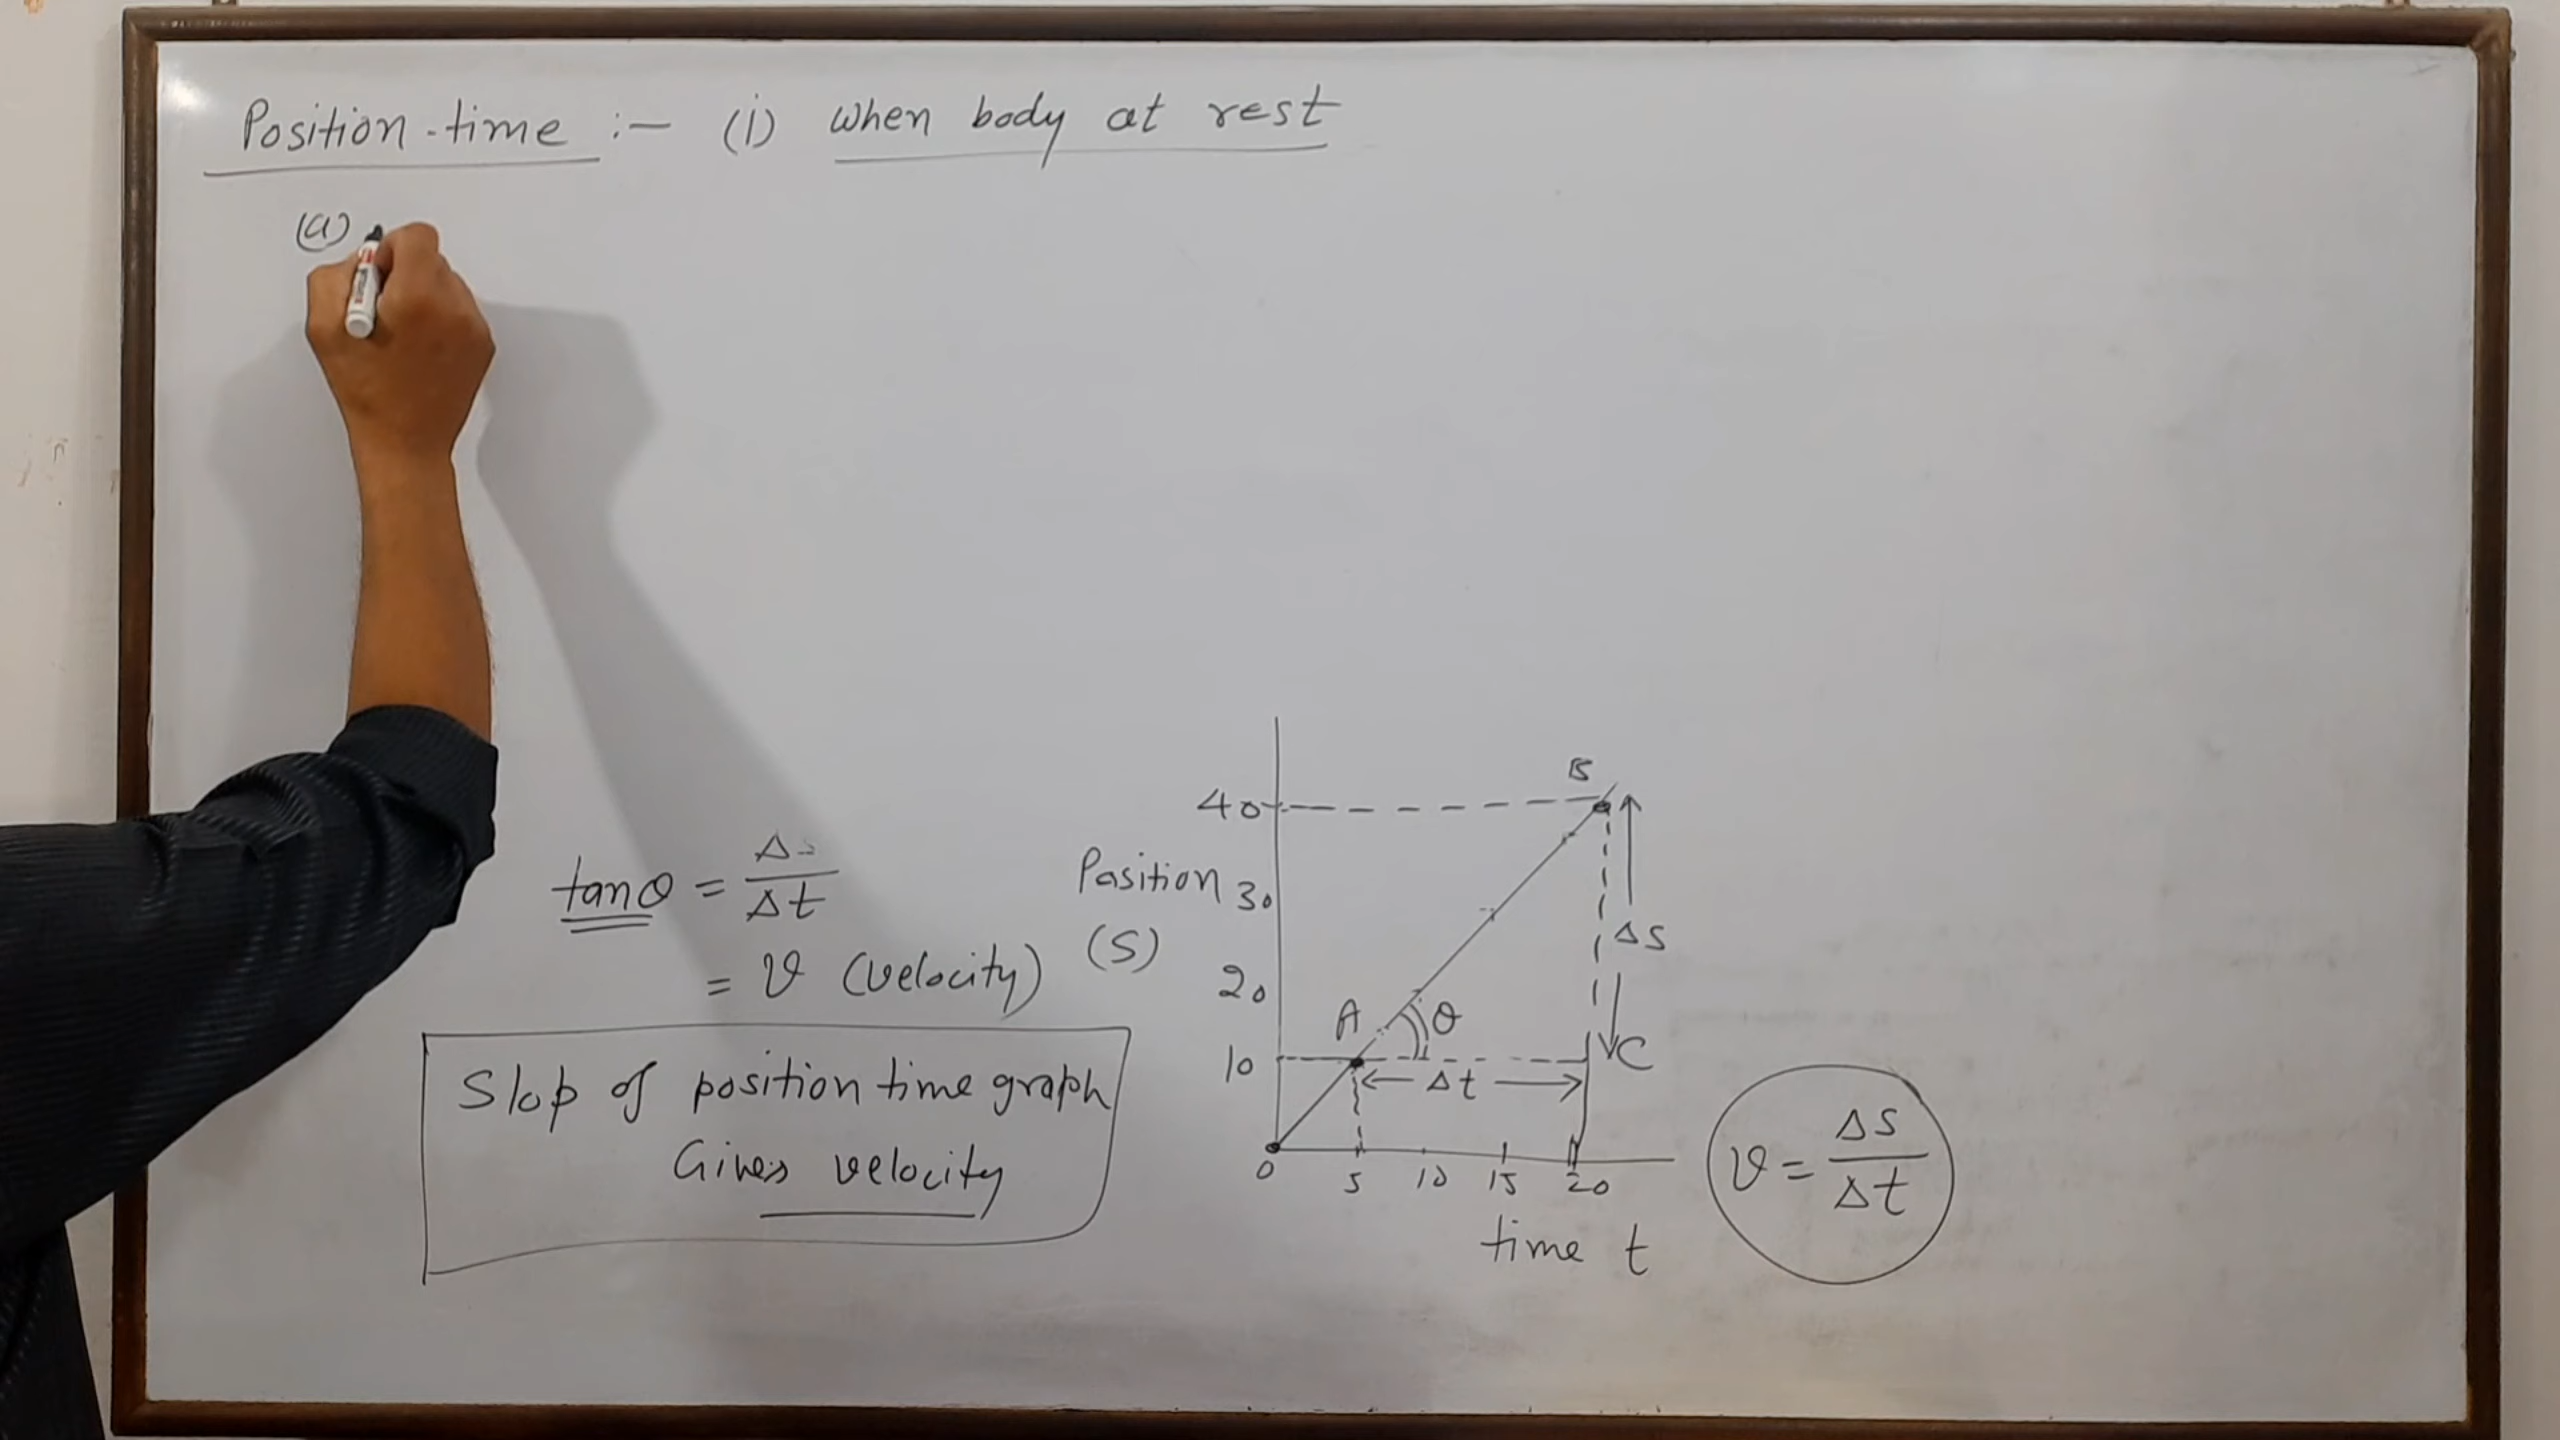 Position-time :- (i) when body at rest
(a)
tanθ = Δs/Δt
= v (velocity)
Slop of position time graph
Gives velocity
Position
(S)
40
30
20
10
0
5 10 15 20
time t
A
B
C
θ
Δt
ΔS
v = ΔS/Δt